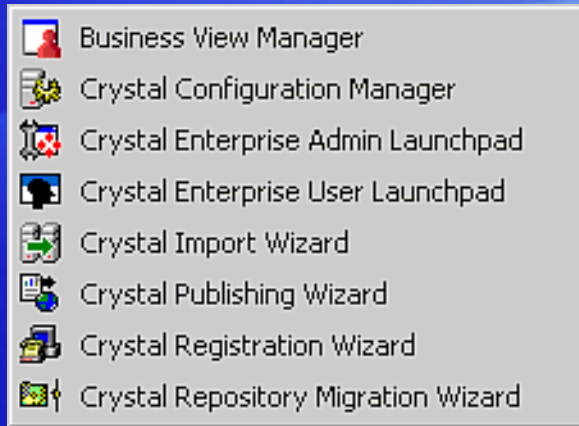 Business View Manager
Crystal Configuration Manager
Crystal Enterprise Admin Launchpad
Crystal Enterprise User Launchpad
Crystal Import Wizard
Crystal Publishing Wizard
Crystal Registration Wizard
Crystal Repository Migration Wizard